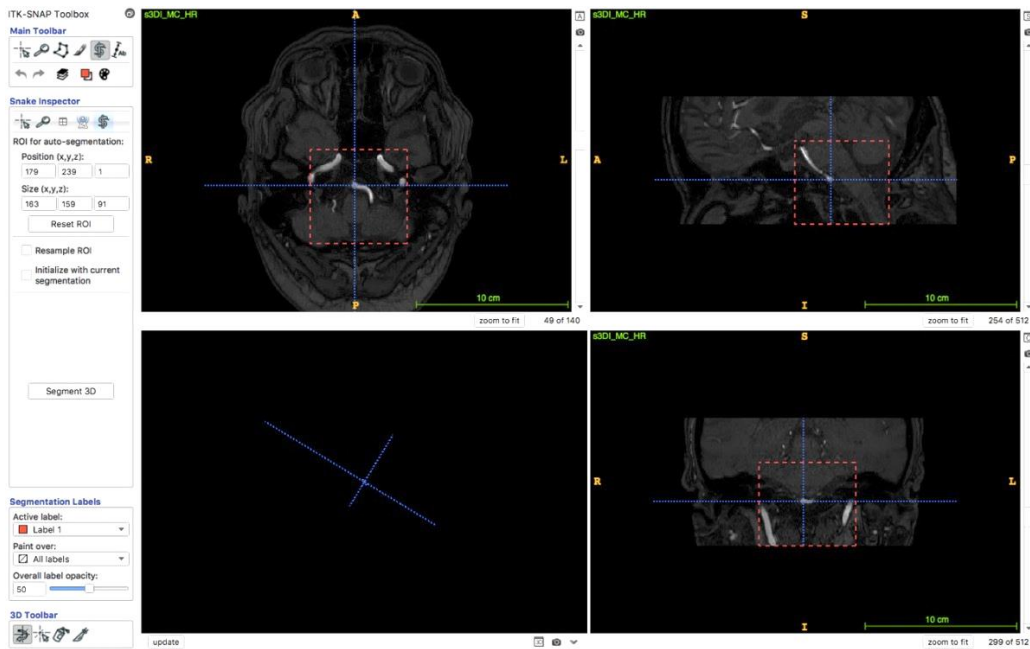 ITK-SNAP Toolbox
Main Toolbar
Snake Inspector
ROI for auto-segmentation:
Position (x,y,z):
179 239 1
Size (x,y,z):
163 159 91
Reset ROI
Resample ROI
Initialize with current
segmentation
Segment 3D
Segmentation Labels
Active label:
Label 1
Paint over:
All labels
Overall label opacity:
50
3D Toolbar
s3DI_MC_HR
A
R
L
P
10 cm
zoom to fit 49 of 140
A
s3DI_MC_HR
S
A
P
I
10 cm
zoom to fit 254 of 512
update
s3DI_MC_HR
S
R
L
I
10 cm
zoom to fit 299 of 512